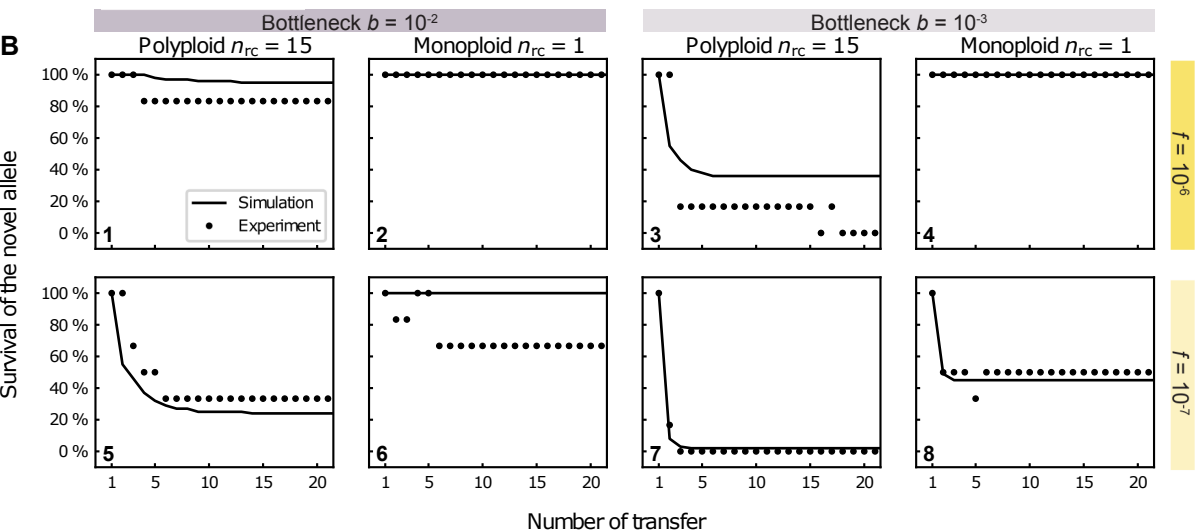 Bottleneck b = 10⁻² Bottleneck b = 10⁻³
B Polyploid nrc = 15 Monoploid nrc = 1 Polyploid nrc = 15 Monoploid nrc = 1
Survival of the novel allele
100 %
80 %
60 %
40 %
20 %
0 %
Simulation
Experiment
1 2 3 4
f = 10⁻⁶
100 %
80 %
60 %
40 %
20 %
0 %
5 6 7 8
f = 10⁻⁷
1 5 10 15 20 1 5 10 15 20 1 5 10 15 20 1 5 10 15 20
Number of transfer